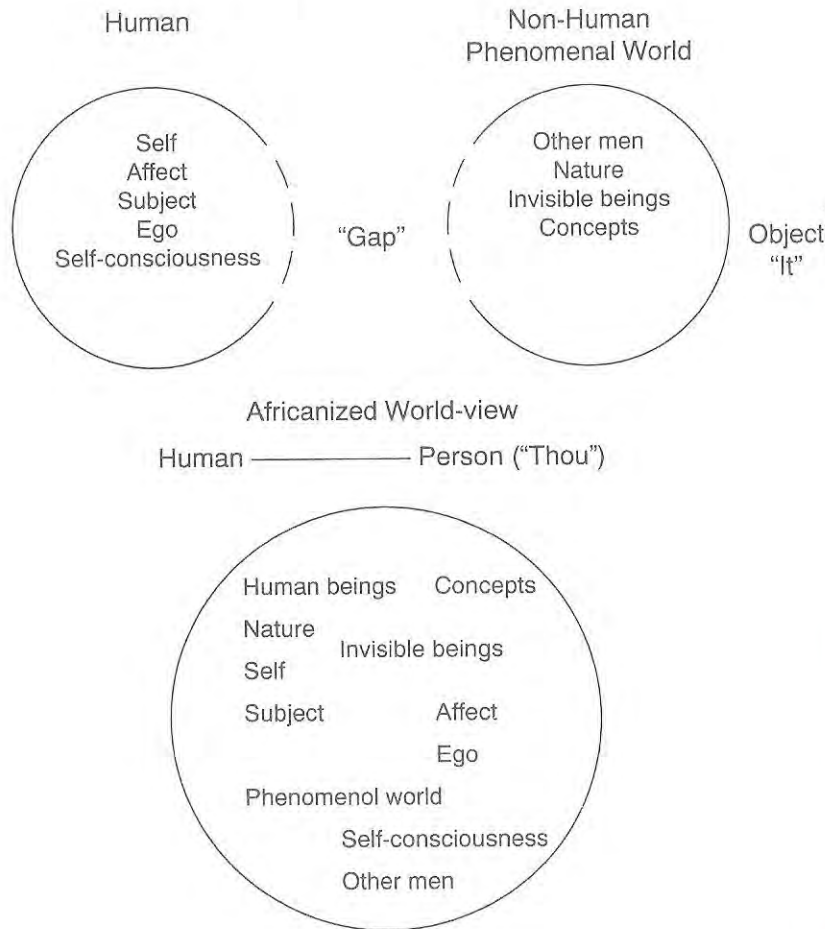 Human
Non-Human
Phenomenal World
Self
Affect
Subject
Ego
Self-consciousness
"Gap"
Other men
Nature
Invisible beings
Concepts
Object
"It"
Africanized World-view
Human Person ("Thou")
Human beings Concepts
Nature
Invisible beings
Self
Subject Affect
Ego
Phenomenol world
Self-consciousness
Other men